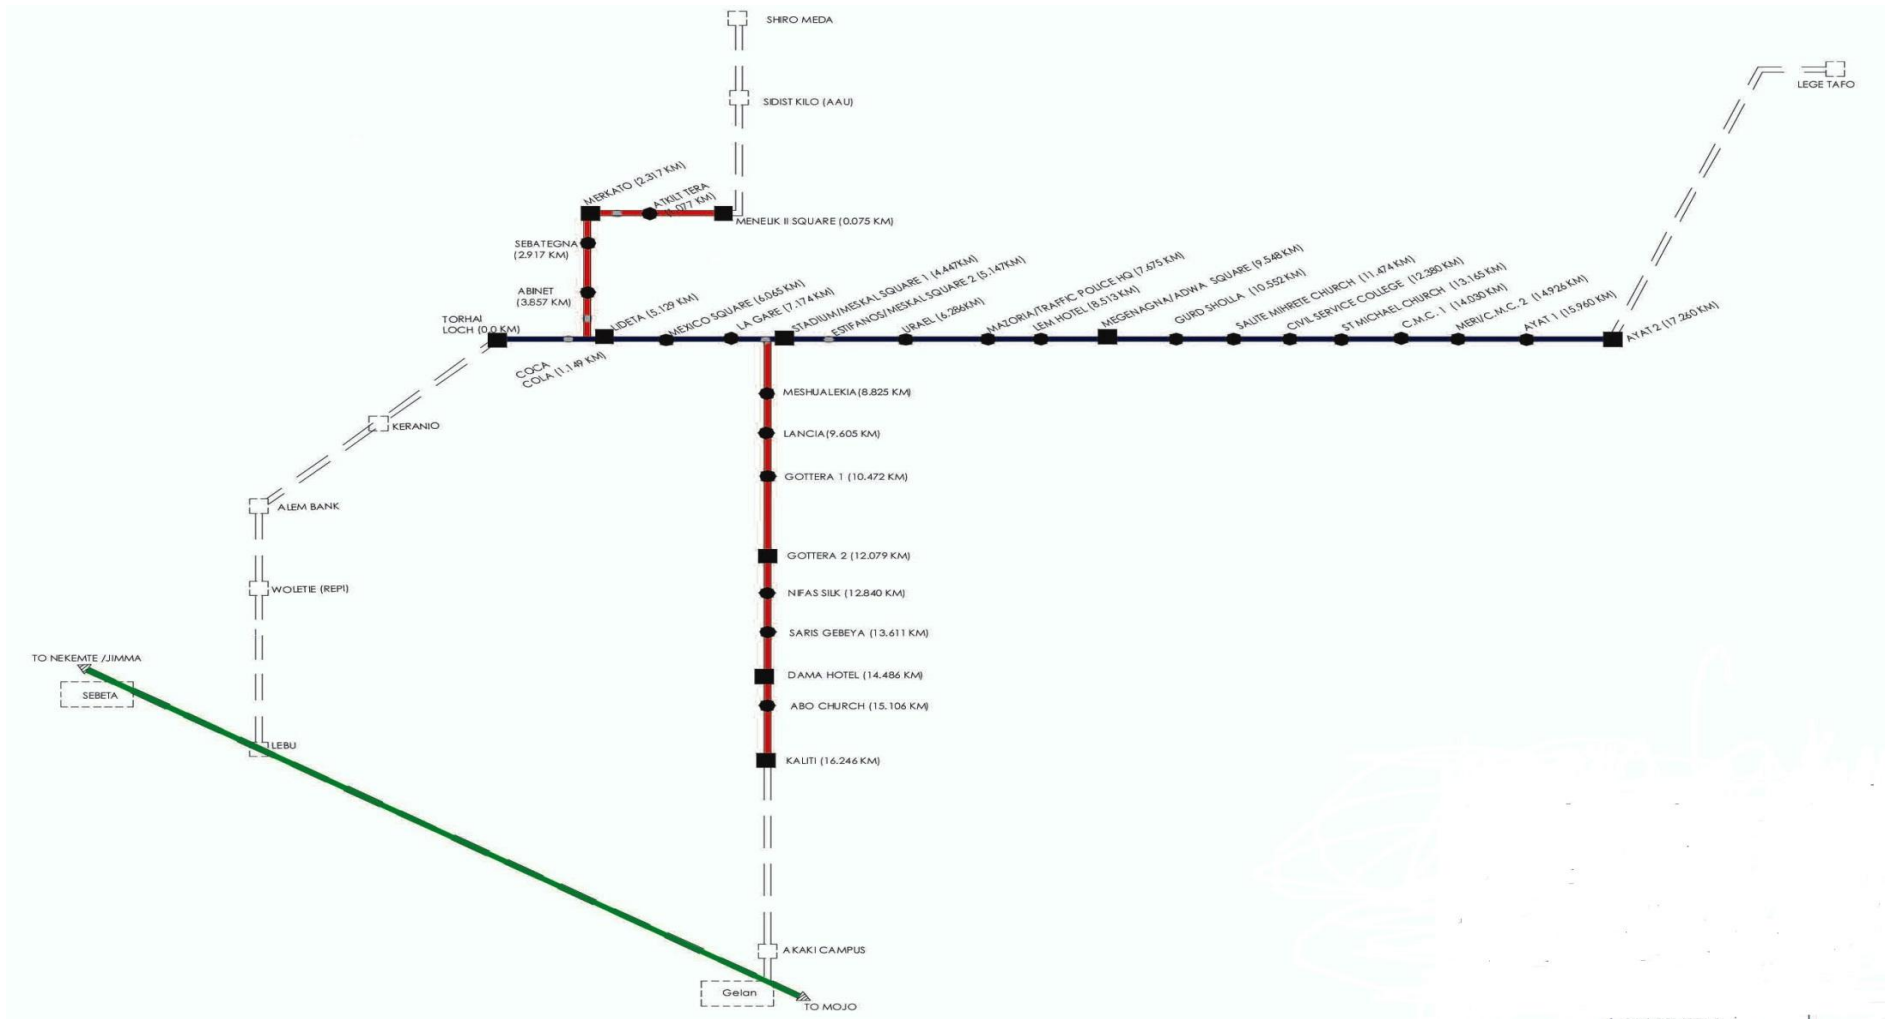 SHIRO MEDA
LEGE TAFO
SIDIST KILO (AAU)
MERKATO (2.317 KM)
ATKILT TERA
(1.077 KM)
MENELIK II SQUARE (0.075 KM)
SEBATEGNA
(2.917 KM)
ABINET
(3.857 KM)
TORHAI
LOCH (0.0 KM)
COCA
COLA (1.149 KM)
LIDETA (5.129 KM)
MEXICO SQUARE (6.065 KM)
LA GARE (7.174 KM)
STADIUM/MESKAL SQUARE 1 (4.447KM)
ESTIFANOS/MESKAL SQUARE 2 (5.147KM)
URAEL (6.286KM)
MAZORIA/TRAFFIC POLICE HQ (7.675 KM)
LEM HOTEL (8.513 KM)
MEGENAGNA/ADWA SQUARE (9.548 KM)
GURD SHOLLA (10.552 KM)
SALITE MIHRETE CHURCH (11.474 KM)
CIVIL SERVICE COLLEGE (12.380 KM)
ST MICHAEL CHURCH (13.165 KM)
C.M.C. 1 (14.030 KM)
MERI/C.M.C. 2 (14.926 KM)
AYAT 1 (15.960 KM)
AYAT 2 (17.260 KM)
MESHUALEKIA(8.825 KM)
KERANIO
LANCIA(9.605 KM)
GOTTERA 1 (10.472 KM)
ALEM BANK
GOTTERA 2 (12.079 KM)
WOLETIE (REPI)
NIFAS SILK (12.840 KM)
SARIS GEBEYA (13.611 KM)
TO NEKEMTE /JIMMA
DAMA HOTEL (14.486 KM)
SEBETA
ABO CHURCH (15.106 KM)
LEBU
KALITI (16.246 KM)
AKAKI CAMPUS
Gelan
TO MOJO